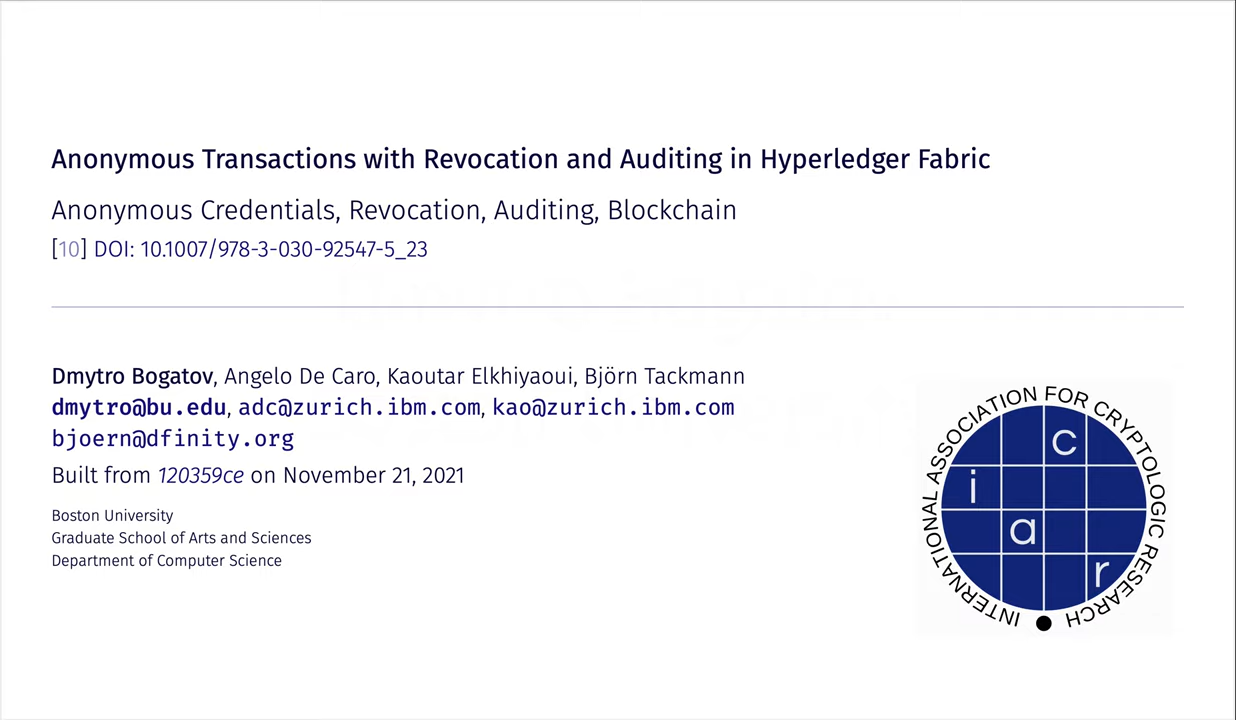 Anonymous Transactions with Revocation and Auditing in Hyperledger Fabric
Anonymous Credentials, Revocation, Auditing, Blockchain
[10] DOI: 10.1007/978-3-030-92547-5_23
Dmytro Bogatov, Angelo De Caro, Kaoutar Elkhiyaoui, Björn Tackmann
dmytro@bu.edu, adc@zurich.ibm.com, kao@zurich.ibm.com
bjoern@dfinity.org
Built from 120359ce on November 21, 2021
Boston University
Graduate School of Arts and Sciences
Department of Computer Science
INTERNATIONAL ASSOCIATION FOR CRYPTOLOGIC RESEARCH
c
i
a
r